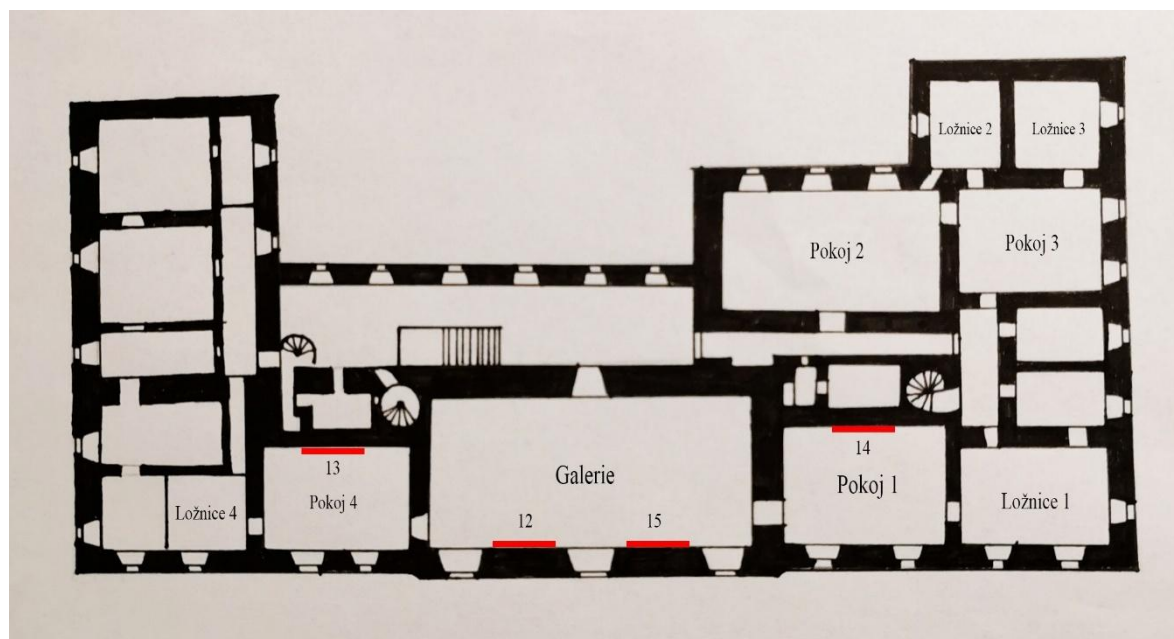 Ložnice 2
Ložnice 3
Pokoj 2
Pokoj 3
14
13
Galerie
Pokoj 1
Pokoj 4
Ložnice 1
Ložnice 4
12
15